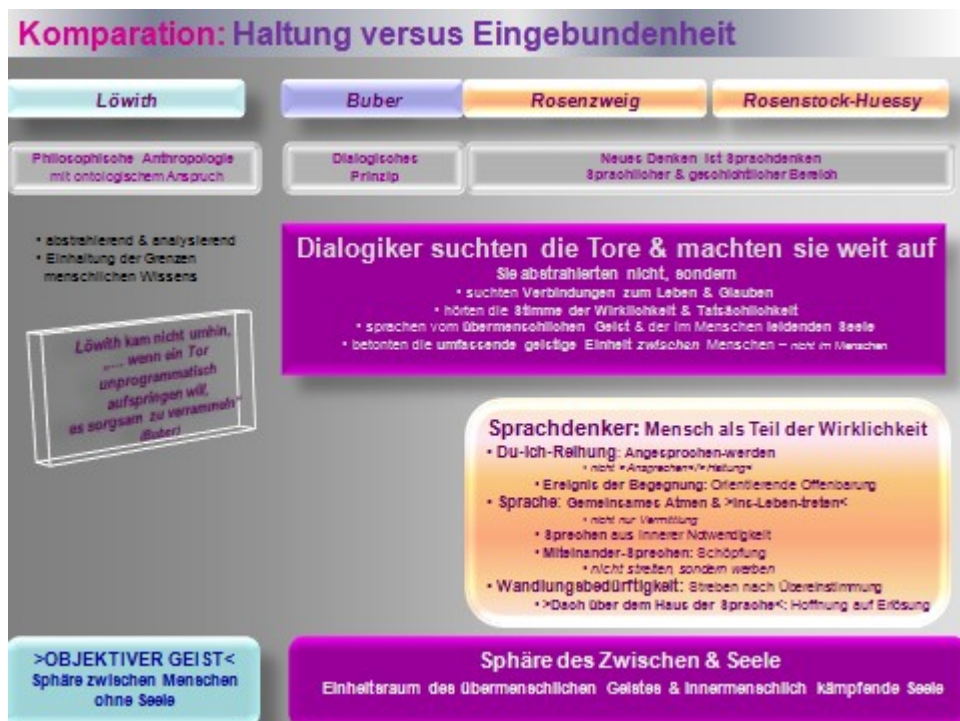 Komparation: Haltung versus Eingebundenheit
Löwith
Buber
Rosenzweig
Rosenstock-Huessy
Philosophische Anthropologie
mit ontologischem Anspruch
Dialogisches
Prinzip
Neues Denken ist Sprachdenken
Sprachlicher & geschichtlicher Bereich
• abstrahierend & analysierend
• Einhaltung der Grenzen
menschlichen Wissens
Löwith kam nicht umhin,
„... wenn ein Tor
unprogrammatisch
aufspringen will,
es sorgsam zu verrammeln“
(Buber)
Dialogiker suchten die Tore & machten sie weit auf
Sie abstrahierten nicht, sondern
• suchten Verbindungen zum Leben & Glauben
• hörten die Stimme der Wirklichkeit & Tatsächlichkeit
• sprachen vom übermenschlichen Geist & der im Menschen leidenden Seele
• betonten die umfassende geistige Einheit zwischen Menschen – nicht im Menschen
Sprachdenker: Mensch als Teil der Wirklichkeit
• Du-Ich-Reihung: Angesprochen-werden
• nicht >Ansprechen</>Haltung<
• Ereignis der Begegnung: Orientierende Offenbarung
• Sprache: Gemeinsames Atmen & >Ins-Leben-treten<
• nicht nur Vermittlung
• Sprechen aus innerer Notwendigkeit
• Miteinander-Sprechen: Schöpfung
• nicht streiten, sondern werben
• Wandlungsbedürftigkeit: Streben nach Übereinstimmung
• >Dach über dem Haus der Sprache<: Hoffnung auf Erlösung
>OBJEKTIVER GEIST<
Sphäre zwischen Menschen
ohne Seele
Sphäre des Zwischen & Seele
Einheitsraum des übermenschlichen Geistes & innermenschlich kämpfende Seele